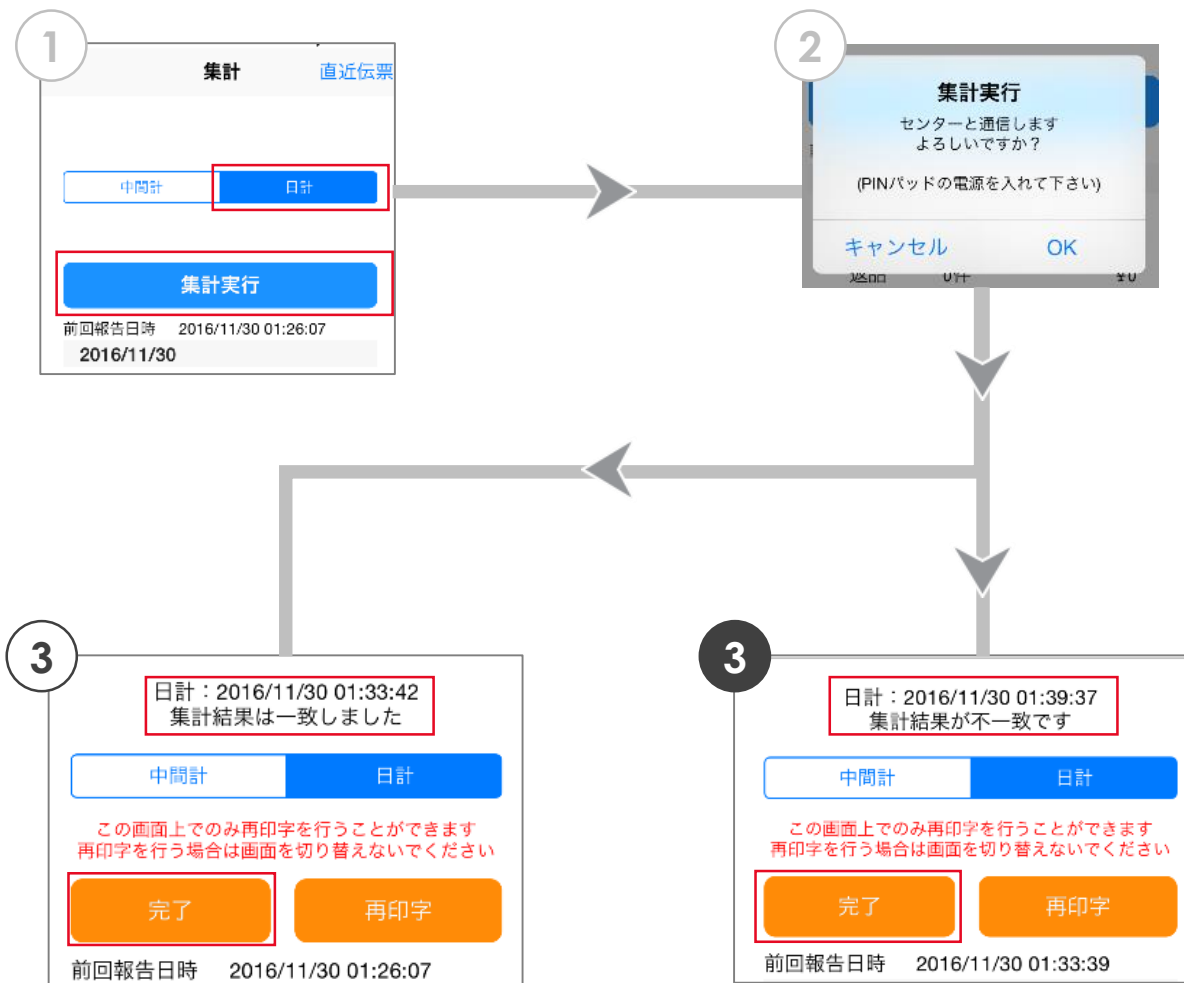 1
集計 直近伝票
中間計 日計
集計実行
前回報告日時 2016/11/30 01:26:07
2016/11/30
2
集計実行
センターと通信します
よろしいですか？
(PINパッドの電源を入れて下さい)
キャンセル OK
返品 0件 ¥0
3
日計：2016/11/30 01:33:42
集計結果は一致しました
中間計 日計
この画面上でのみ再印字を行うことができます
再印字を行う場合は画面を切り替えないでください
完了 再印字
前回報告日時 2016/11/30 01:26:07
3
日計：2016/11/30 01:39:37
集計結果が不一致です
中間計 日計
この画面上でのみ再印字を行うことができます
再印字を行う場合は画面を切り替えないでください
完了 再印字
前回報告日時 2016/11/30 01:33:39